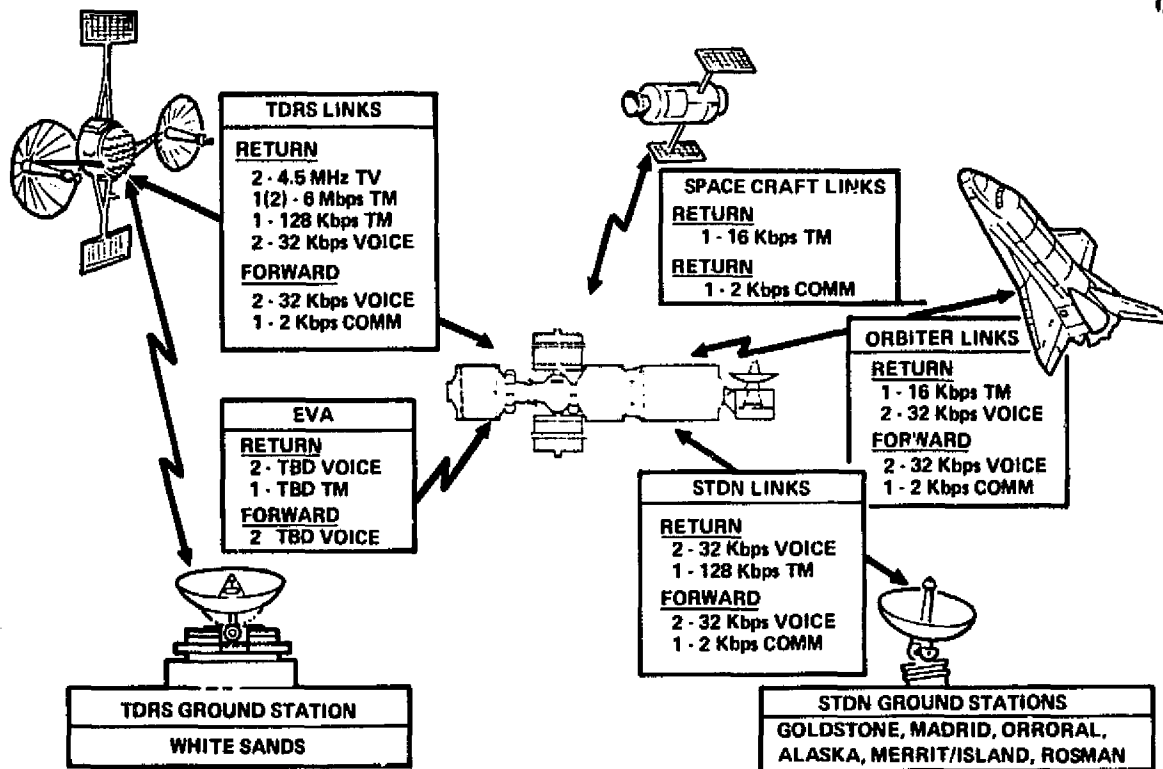 TDRS LINKS
RETURN
2 - 4.5 MHz TV
1(2) - 6 Mbps TM
1 - 128 Kbps TM
2 - 32 Kbps VOICE
FORWARD
2 - 32 Kbps VOICE
1 - 2 Kbps COMM
SPACE CRAFT LINKS
RETURN
1 - 16 Kbps TM
RETURN
1 - 2 Kbps COMM
ORBITER LINKS
RETURN
1 - 16 Kbps TM
2 - 32 Kbps VOICE
FORWARD
2 - 32 Kbps VOICE
1 - 2 Kbps COMM
EVA
RETURN
2 - TBD VOICE
1 - TBD TM
FORWARD
2 TBD VOICE
STDN LINKS
RETURN
2 - 32 Kbps VOICE
1 - 128 Kbps TM
FORWARD
2 - 32 Kbps VOICE
1 - 2 Kbps COMM
TDRS GROUND STATION
WHITE SANDS
STDN GROUND STATIONS
GOLDSTONE, MADRID, ORRORAL,
ALASKA, MERRIT/ISLAND, ROSMAN